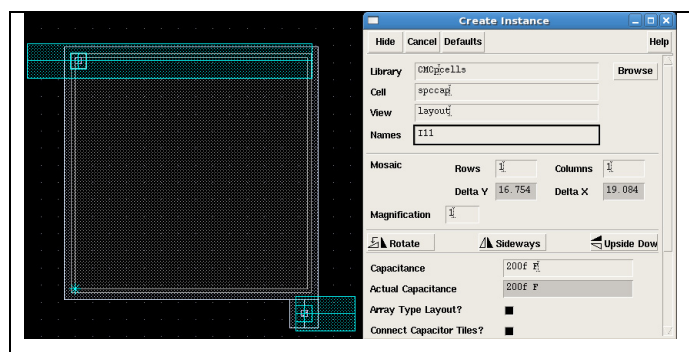 Create Instance
Hide Cancel Defaults Help
Library CMCpcells Browse
Cell spccap
View layout
Names I11
Mosaic Rows 1 Columns 1
Delta Y 16.754 Delta X 19.084
Magnification 1
Rotate Sideways Upside Dow
Capacitance 200f F
Actual Capacitance 200f F
Array Type Layout?
Connect Capacitor Tiles?